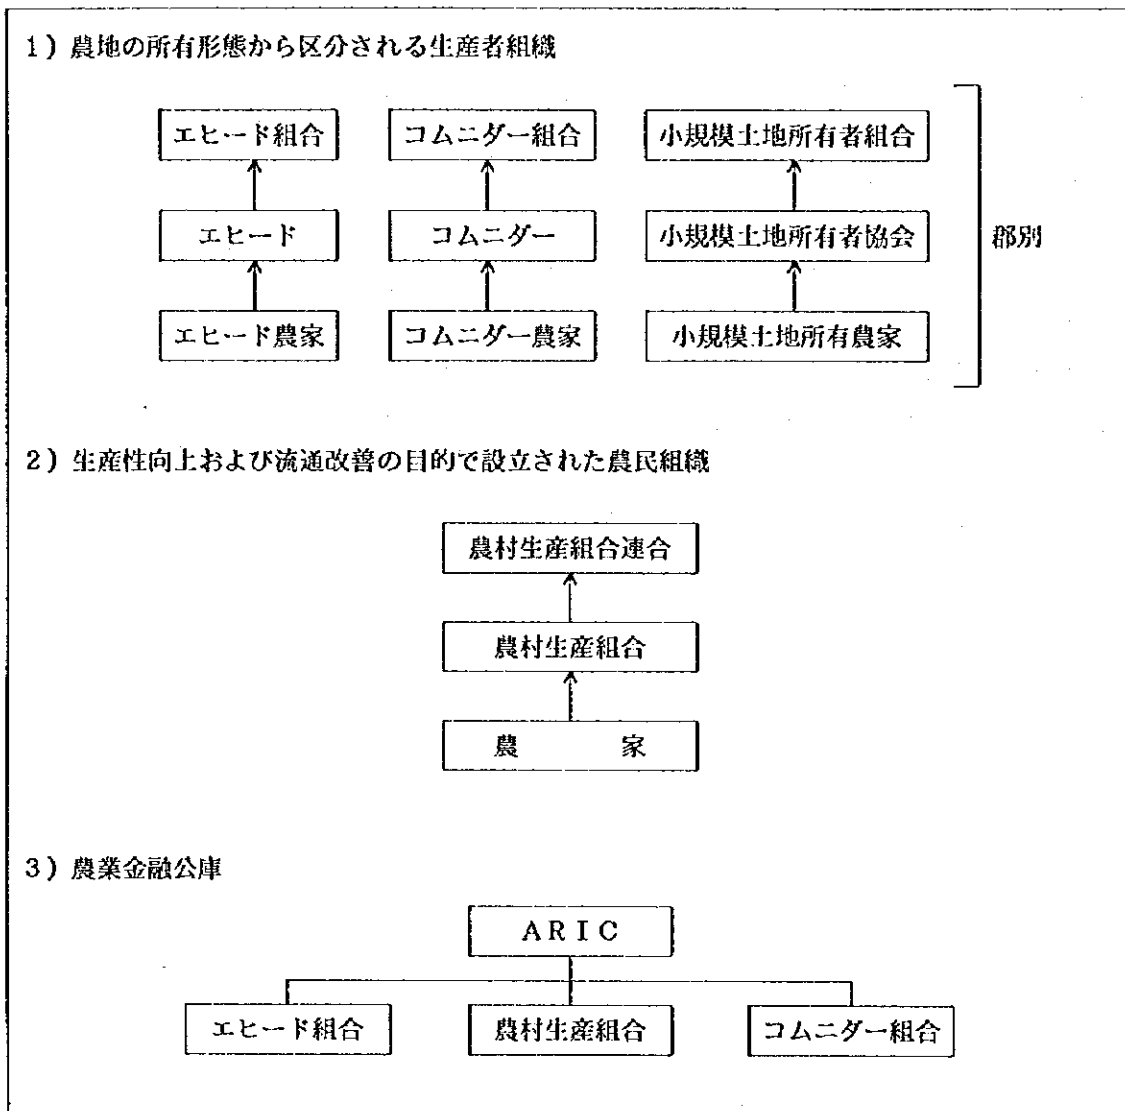 1）農地の所有形態から区分される生産者組織
エヒード組合 コムニダー組合 小規模土地所有者組合
エヒード コムニダー 小規模土地所有者協会 郡別
エヒード農家 コムニダー農家 小規模土地所有農家
2）生産性向上および流通改善の目的で設立された農民組織
農村生産組合連合
農村生産組合
農　　家
3）農業金融公庫
ＡＲＩＣ
エヒード組合 農村生産組合 コムニダー組合